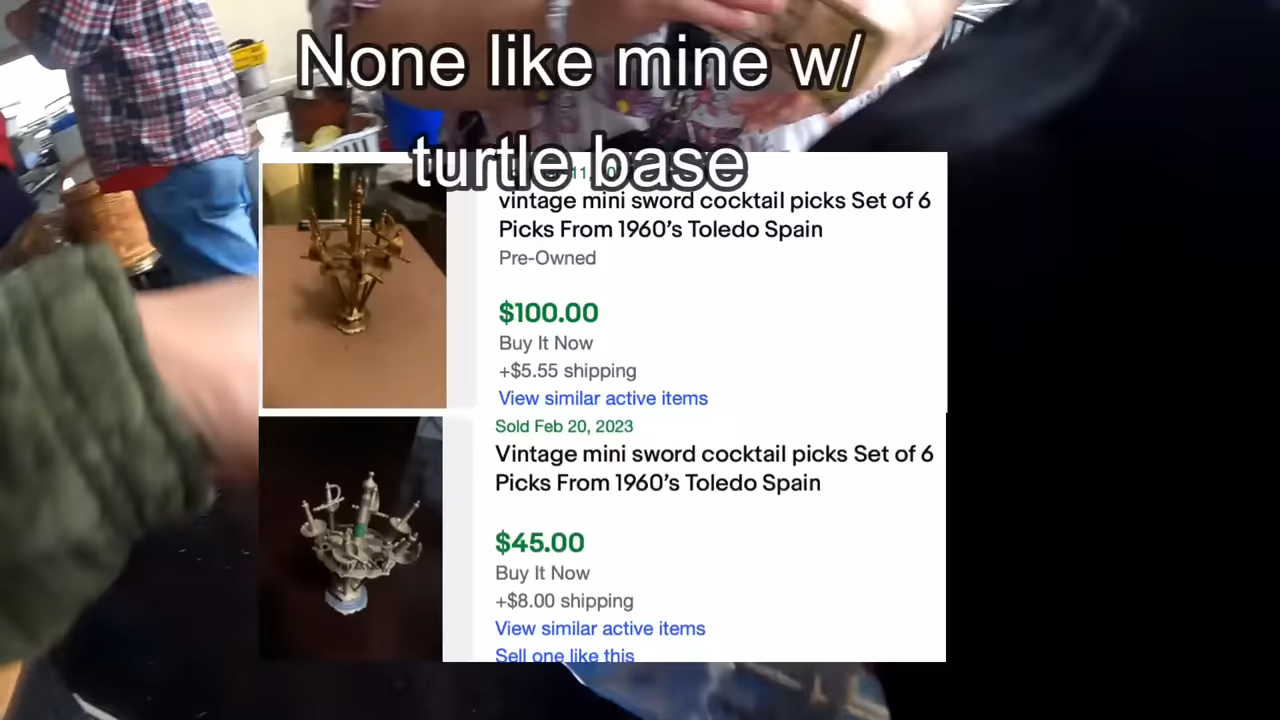 None like mine w/
turtle base
vintage mini sword cocktail picks Set of 6
Picks From 1960's Toledo Spain
Pre-Owned
$100.00
Buy It Now
+$5.55 shipping
View similar active items
Sold Feb 20, 2023
Vintage mini sword cocktail picks Set of 6
Picks From 1960's Toledo Spain
$45.00
Buy It Now
+$8.00 shipping
View similar active items
Sell one like this